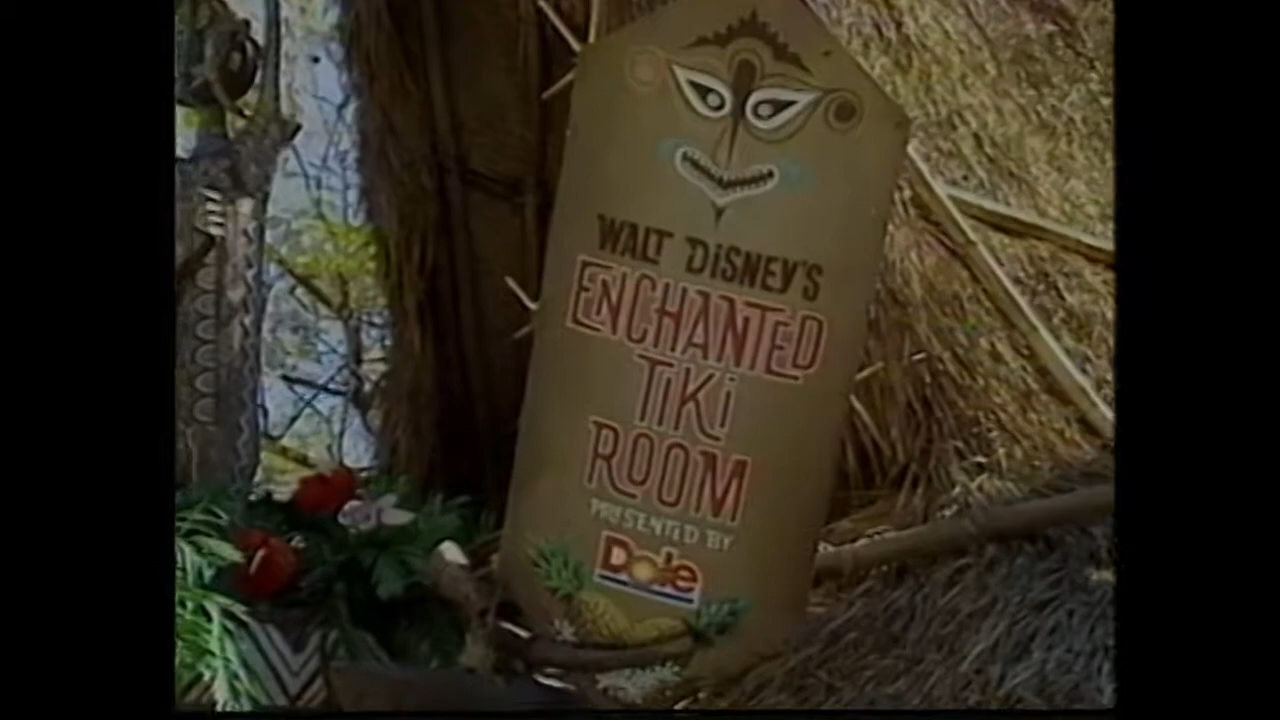 WALT DiSNEY'S
ENCHANTED
TiKi
ROOM
PRESENTED BY
Dole